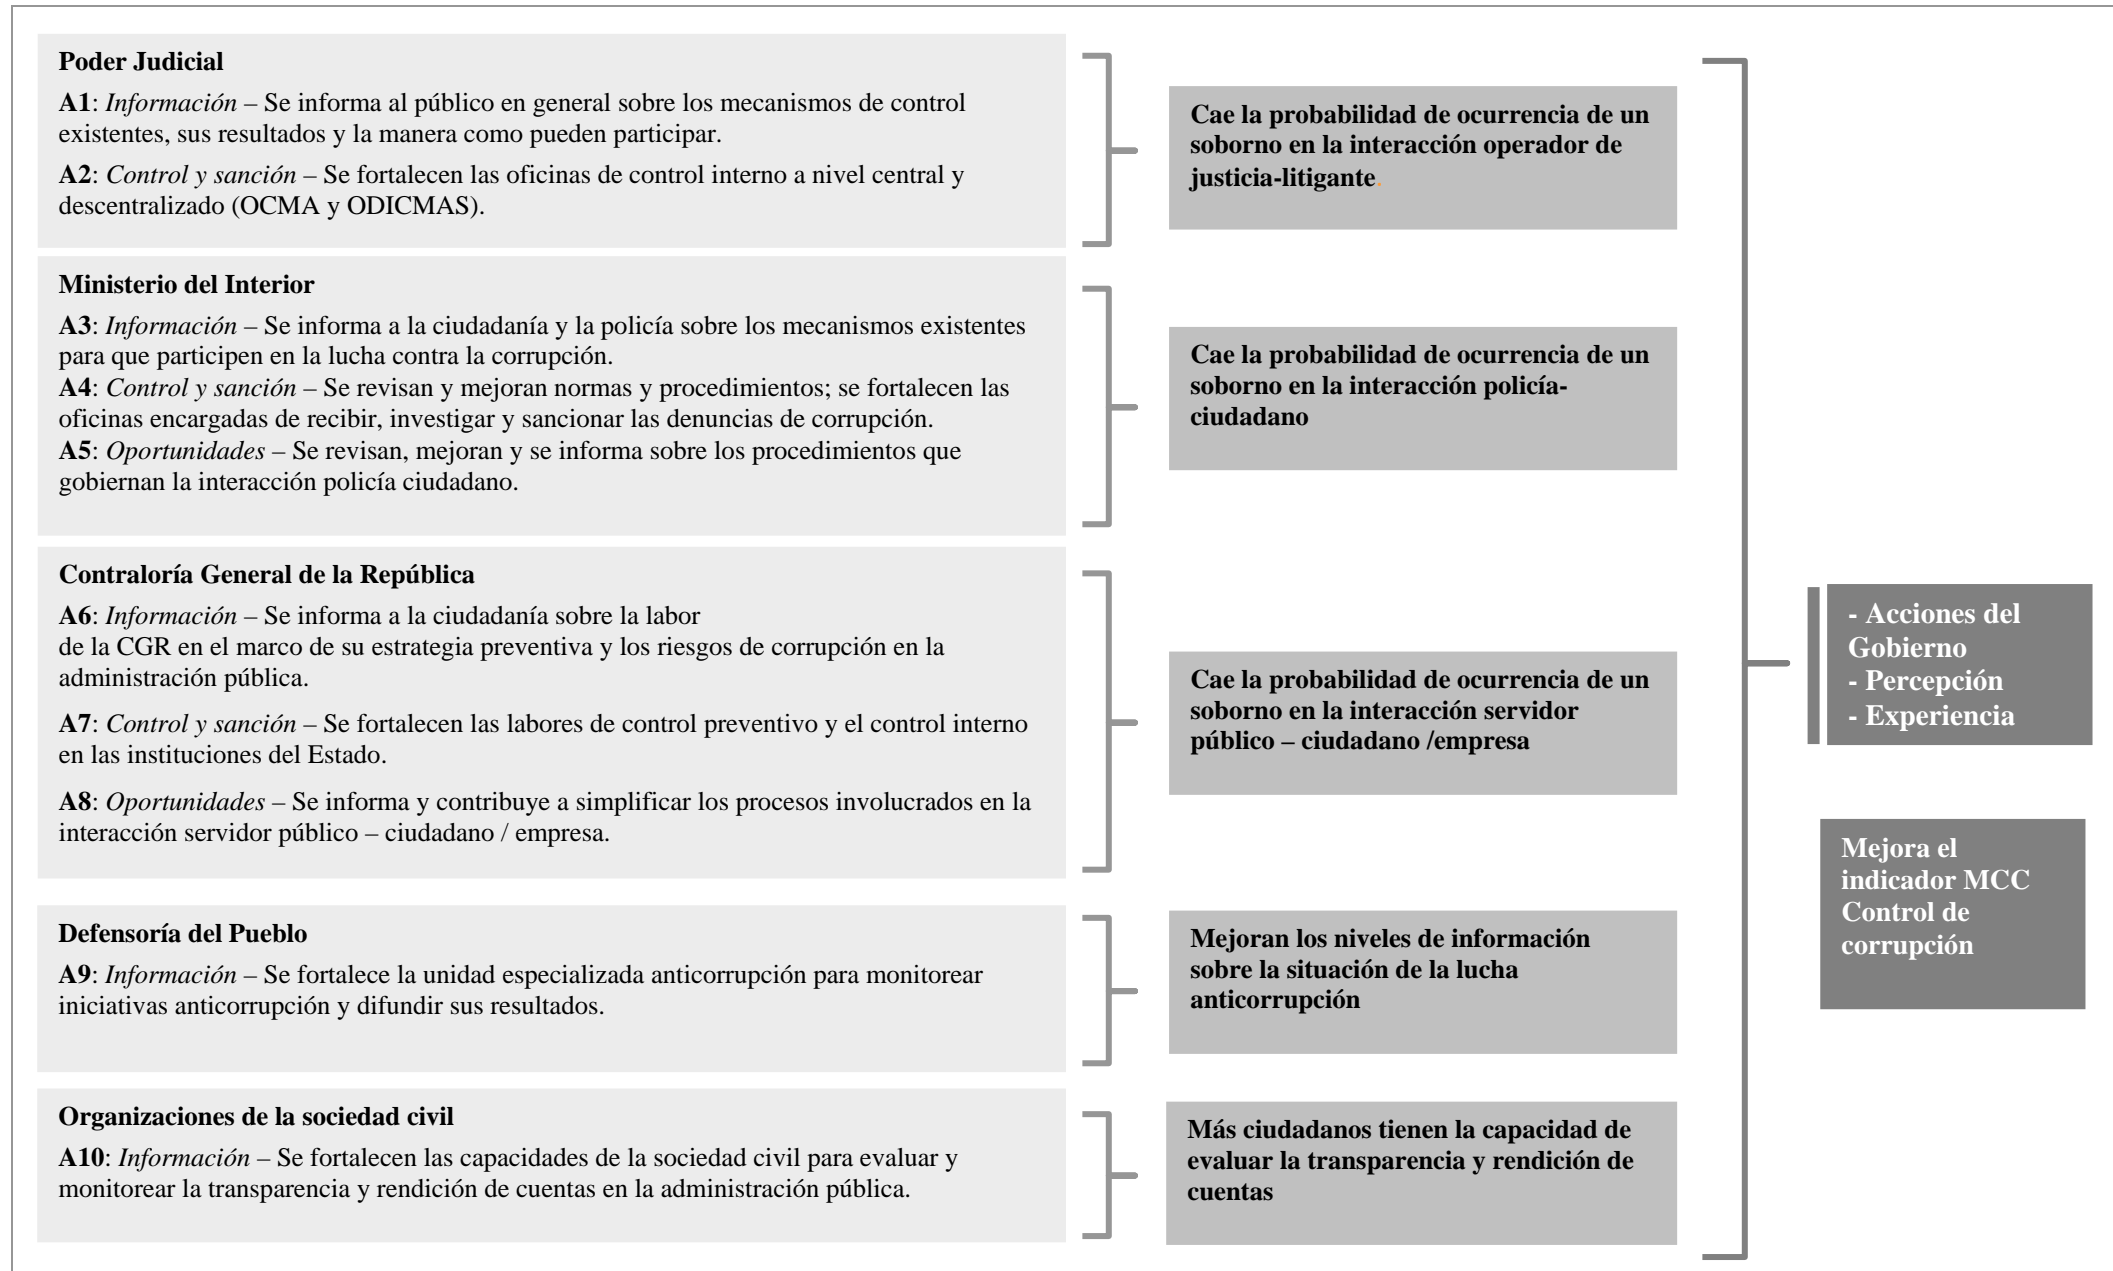 Poder Judicial
A1: Información – Se informa al público en general sobre los mecanismos de control
existentes, sus resultados y la manera como pueden participar.
A2: Control y sanción – Se fortalecen las oficinas de control interno a nivel central y
descentralizado (OCMA y ODICMAS).
Cae la probabilidad de ocurrencia de un
soborno en la interacción operador de
justicia-litigante.
Ministerio del Interior
A3: Información – Se informa a la ciudadanía y la policía sobre los mecanismos existentes
para que participen en la lucha contra la corrupción.
A4: Control y sanción – Se revisan y mejoran normas y procedimientos; se fortalecen las
oficinas encargadas de recibir, investigar y sancionar las denuncias de corrupción.
A5: Oportunidades – Se revisan, mejoran y se informa sobre los procedimientos que
gobiernan la interacción policía ciudadano.
Cae la probabilidad de ocurrencia de un
soborno en la interacción policía-
ciudadano
Contraloría General de la República
A6: Información – Se informa a la ciudadanía sobre la labor
de la CGR en el marco de su estrategia preventiva y los riesgos de corrupción en la
administración pública.
A7: Control y sanción – Se fortalecen las labores de control preventivo y el control interno
en las instituciones del Estado.
A8: Oportunidades – Se informa y contribuye a simplificar los procesos involucrados en la
interacción servidor público – ciudadano / empresa.
Cae la probabilidad de ocurrencia de un
soborno en la interacción servidor
público – ciudadano /empresa
Defensoría del Pueblo
A9: Información – Se fortalece la unidad especializada anticorrupción para monitorear
iniciativas anticorrupción y difundir sus resultados.
Mejoran los niveles de información
sobre la situación de la lucha
anticorrupción
Organizaciones de la sociedad civil
A10: Información – Se fortalecen las capacidades de la sociedad civil para evaluar y
monitorear la transparencia y rendición de cuentas en la administración pública.
Más ciudadanos tienen la capacidad de
evaluar la transparencia y rendición de
cuentas
- Acciones del
Gobierno
- Percepción
- Experiencia
Mejora el
indicador MCC
Control de
corrupción